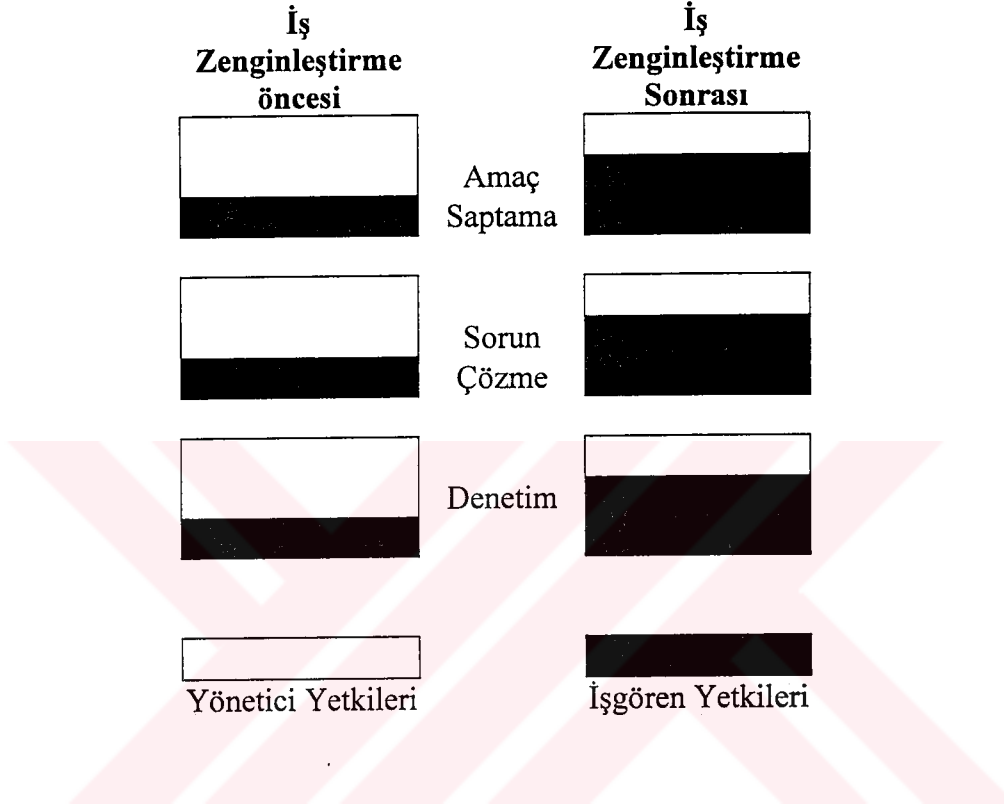 İş
Zenginleştirme
öncesi
İş
Zenginleştirme
Sonrası
Amaç
Saptama
Sorun
Çözme
Denetim
Yönetici Yetkileri
İşgören Yetkileri